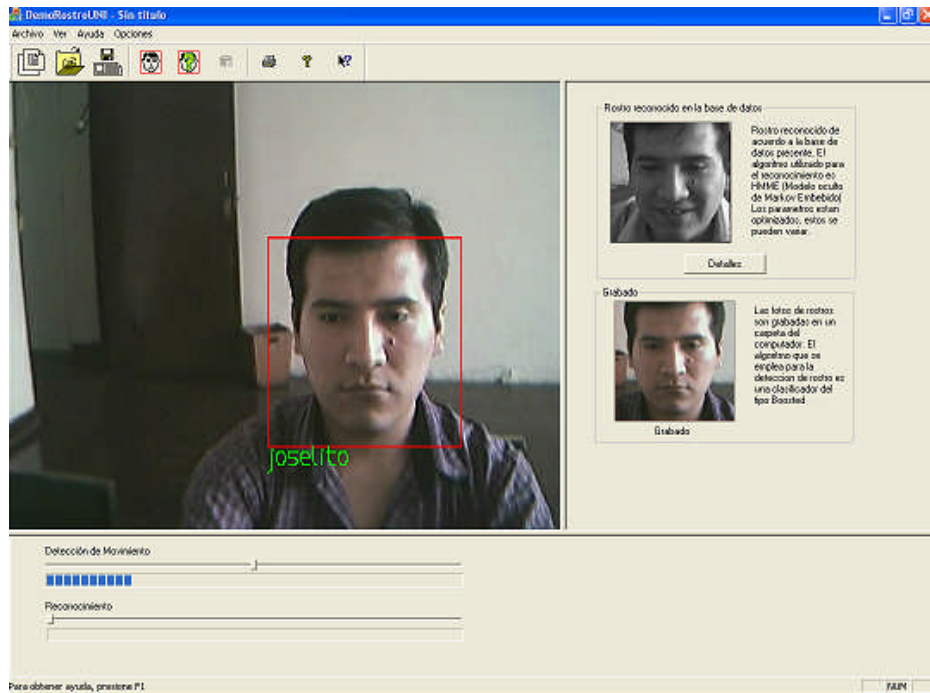 DemoRostroUNI - Sin título
Archivo Ver Ayuda Opciones
Rostro reconocido en la base de datos
Rostro reconocido de
acuerdo a la base de
datos presente. El
algoritmo utilizado para
el reconocimiento es
HMME (Modelo oculto
de Markov Embebido)
Los parametros estan
optimizados, estos se
pueden variar.
Detalles
Grabado
Las fotos de rostros
son grabadas en un
carpeta del
computador. El
algoritmo que se
emplea para la
deteccion de rostro es
una clasificador del
tipo Boosted
Grabado
joselito
Detección de Movimiento
Reconocimiento
Para obtener ayuda, presione F1
NUM